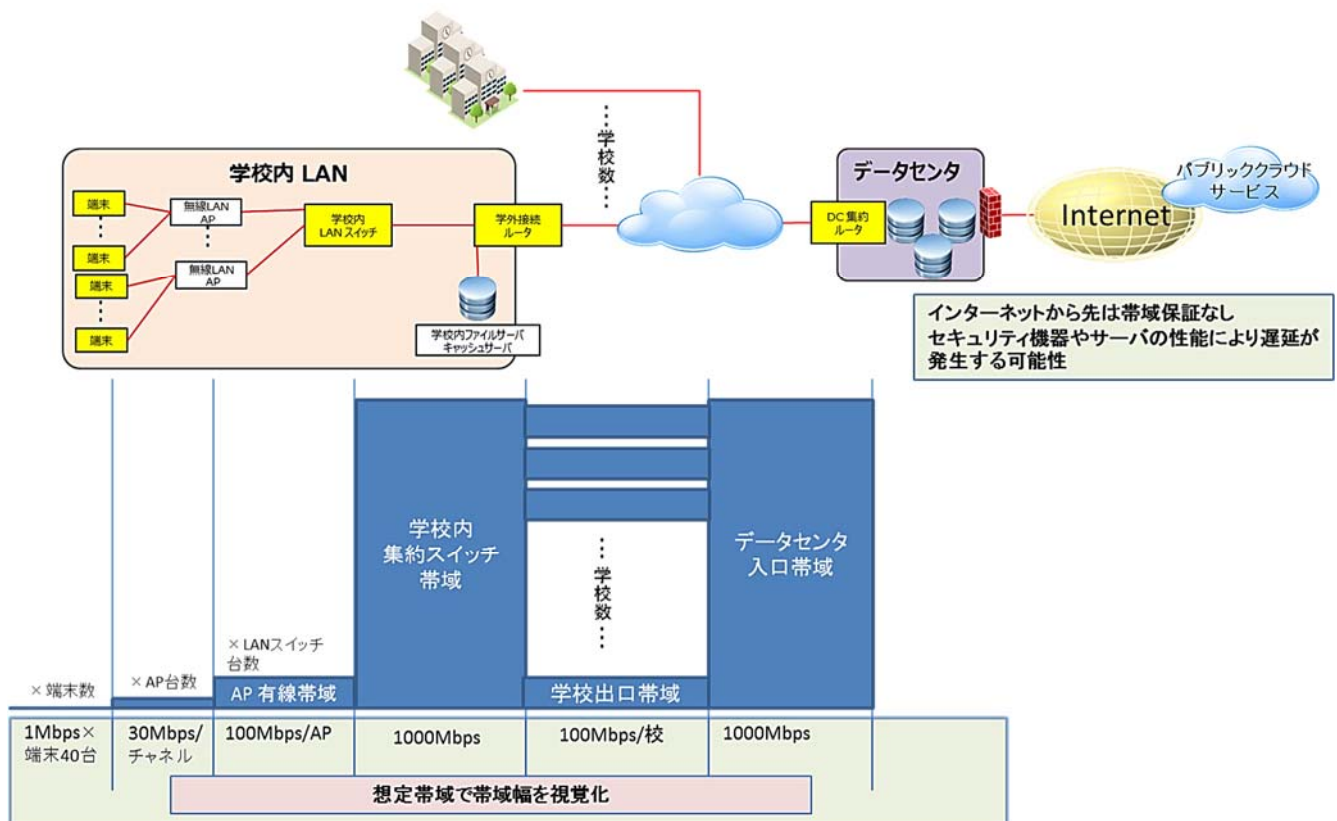 …学校数…
学校内 LAN
端末
端末
端末
端末
無線LAN
AP
無線LAN
AP
学校内
LANスイッチ
学外接続
ルータ
学校内ファイルサーバ
キャッシュサーバ
データセンタ
DC集約
ルータ
Internet
パブリッククラウド
サービス
インターネットから先は帯域保証なし
セキュリティ機器やサーバの性能により遅延が
発生する可能性
学校内
集約スイッチ
帯域
…学校数…
データセンタ
入口帯域
×端末数
×AP台数
×LANスイッチ
台数
AP 有線帯域
学校出口帯域
1Mbps×
端末40台
30Mbps/
チャネル
100Mbps/AP
1000Mbps
100Mbps/校
1000Mbps
想定帯域で帯域幅を視覚化